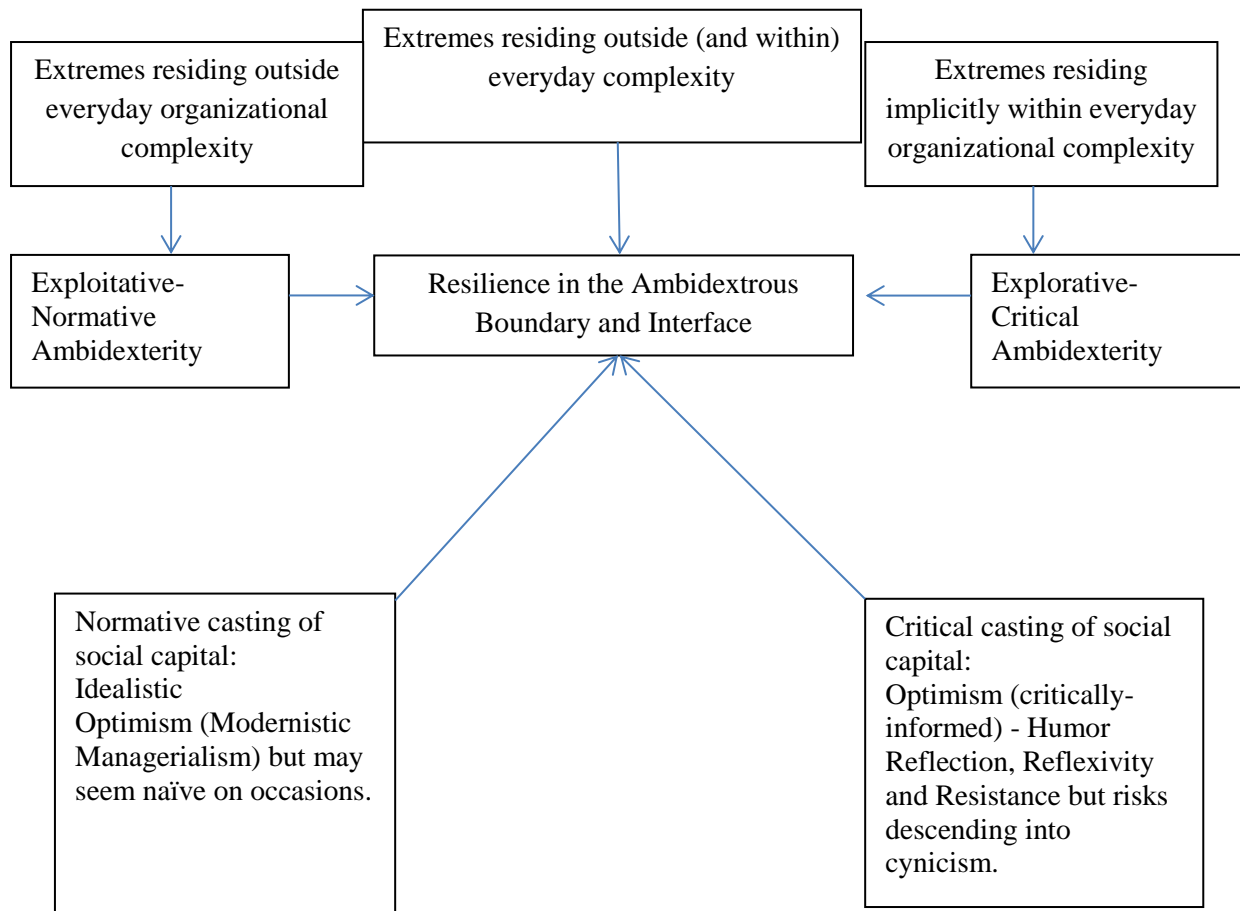 Extremes residing outside
everyday organizational
complexity
Extremes residing outside (and within)
everyday complexity
Extremes residing
implicitly within everyday
organizational complexity
Exploitative-
Normative
Ambidexterity
Resilience in the Ambidextrous
Boundary and Interface
Explorative-
Critical
Ambidexterity
Normative casting of
social capital:
Idealistic
Optimism (Modernistic
Managerialism) but may
seem naïve on occasions.
Critical casting of social
capital:
Optimism (critically-
informed) - Humor
Reflection, Reflexivity
and Resistance but risks
descending into
cynicism.